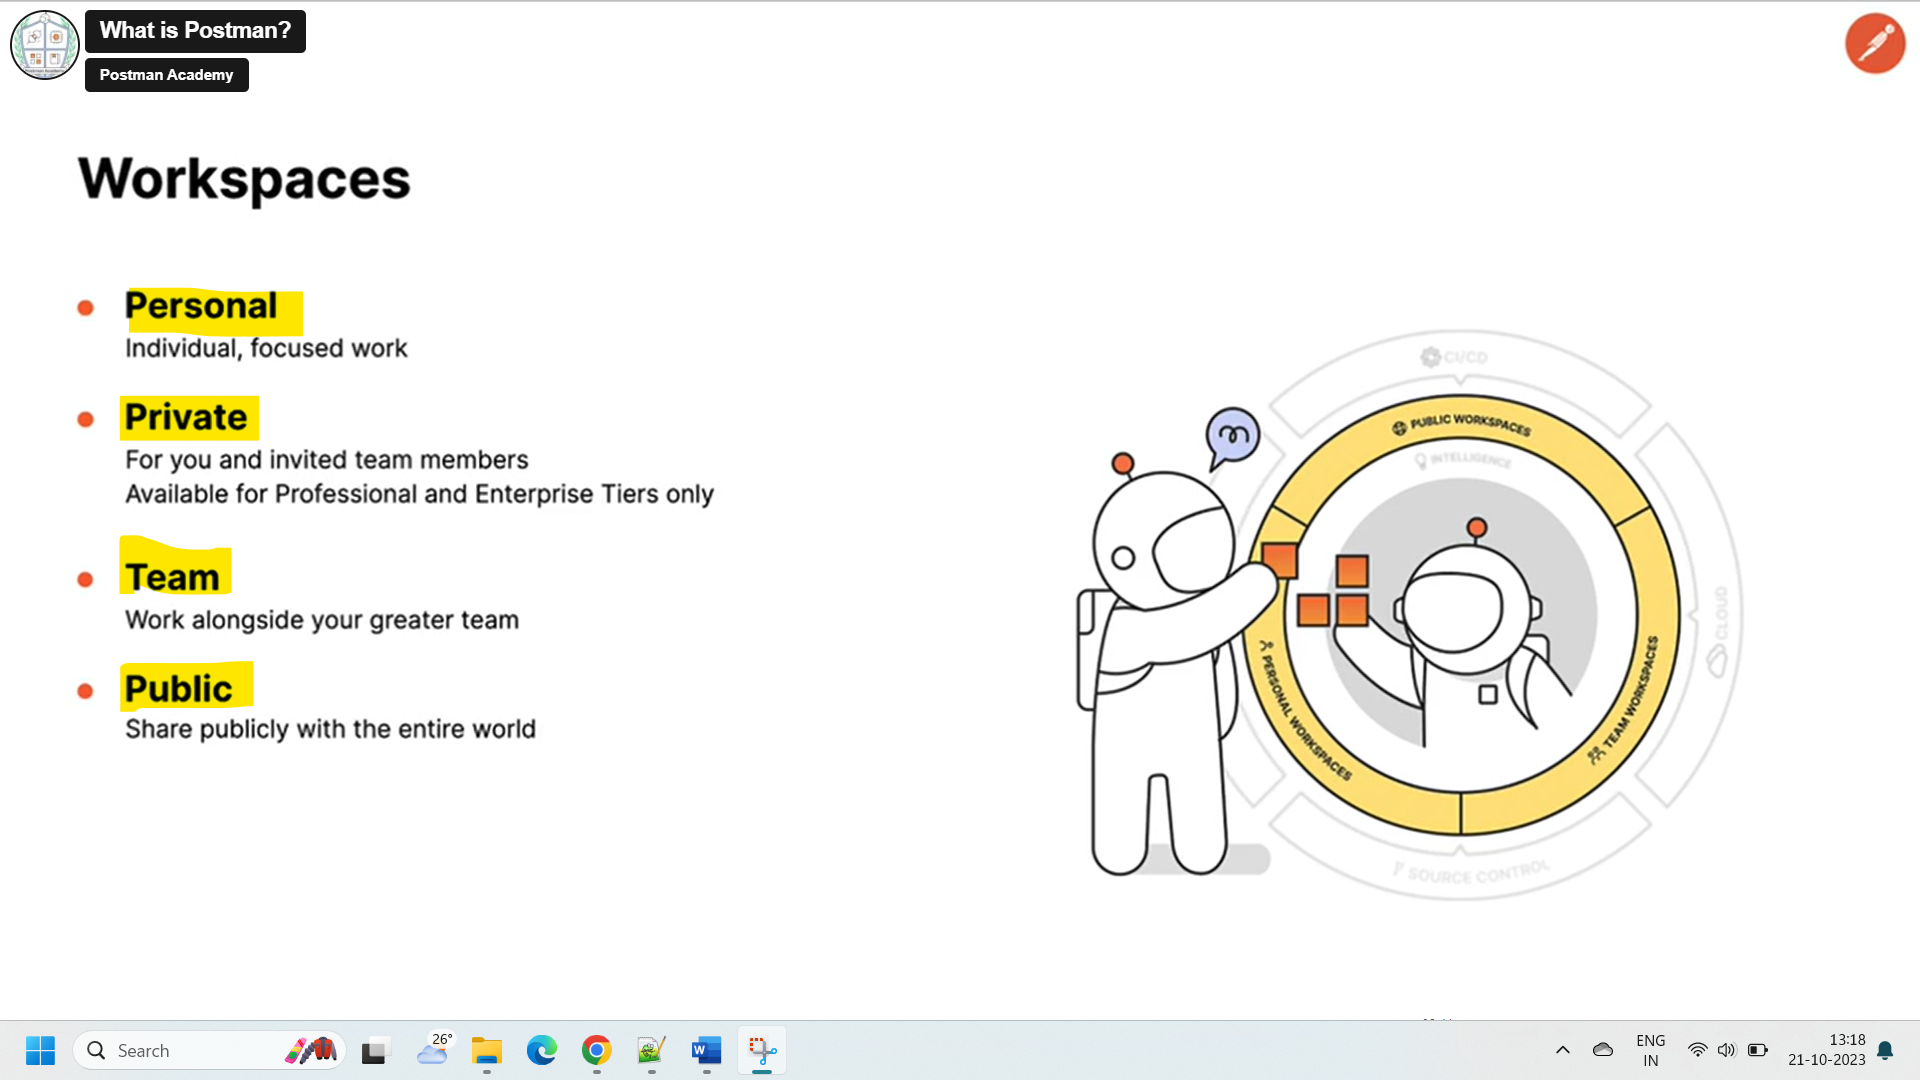 What is Postman?
Postman Academy
Workspaces
Personal
Individual, focused work
Private
For you and invited team members
Available for Professional and Enterprise Tiers only
Team
Work alongside your greater team
Public
Share publicly with the entire world
CI/CD
PUBLIC WORKSPACES
INTELLIGENCE
PERSONAL WORKSPACES
TEAM WORKSPACES
CLOUD
SOURCE CONTROL
Search
26°
ENG
IN
13:18
21-10-2023